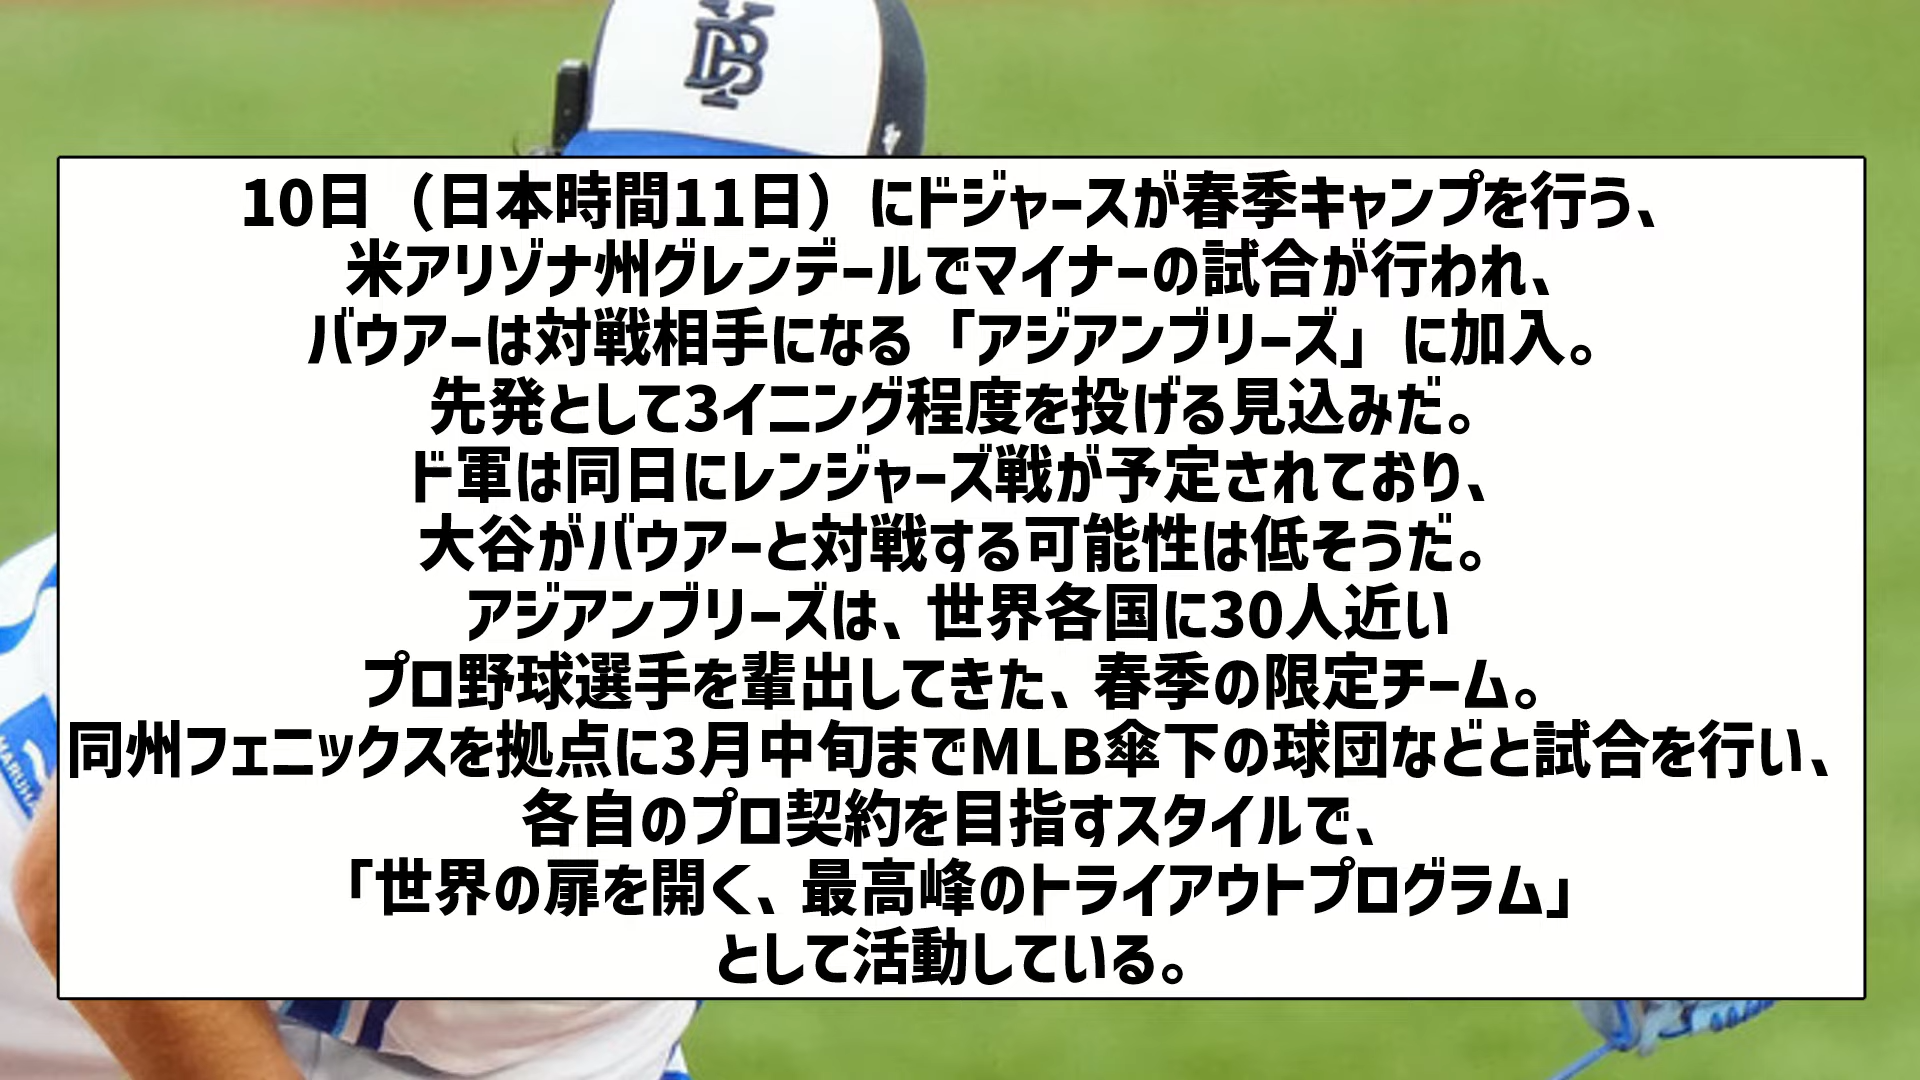 YDB
10日（日本時間11日）にドジャースが春季キャンプを行う、
米アリゾナ州グレンデールでマイナーの試合が行われ、
バウアーは対戦相手になる「アジアンブリーズ」に加入。
先発として3イニング程度を投げる見込みだ。
ド軍は同日にレンジャーズ戦が予定されており、
大谷がバウアーと対戦する可能性は低そうだ。
アジアンブリーズは、世界各国に30人近い
プロ野球選手を輩出してきた、春季の限定チーム。
同州フェニックスを拠点に3月中旬までMLB傘下の球団などと試合を行い、
各自のプロ契約を目指すスタイルで、
「世界の扉を開く、最高峰のトライアウトプログラム」
として活動している。